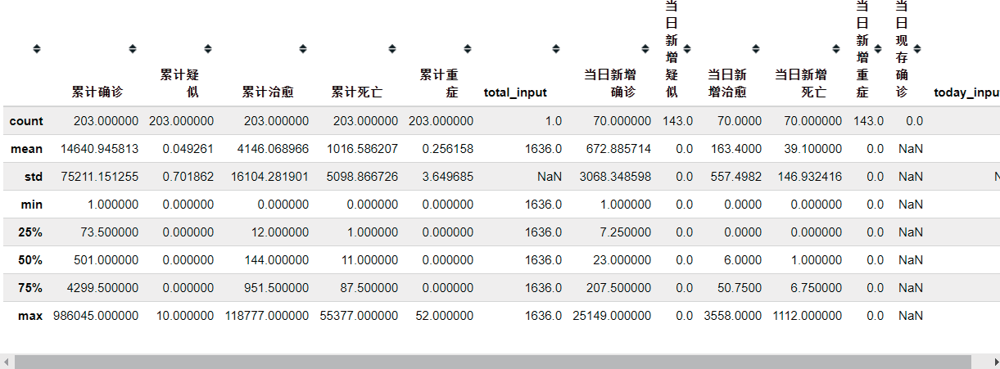 累计确诊 累计疑似 累计治愈 累计死亡 累计重症 total_input 当日新增确诊 当日新增疑似 当日新增治愈 当日新增死亡 当日新增重症 当日现存确诊 today_inpu
count 203.000000 203.000000 203.000000 203.000000 203.000000 1.0 70.000000 143.0 70.0000 70.000000 143.0 0.0
mean 14640.945813 0.049261 4146.068966 1016.586207 0.256158 1636.0 672.885714 0.0 163.4000 39.100000 0.0 NaN
std 75211.151255 0.701862 16104.281901 5098.866726 3.649685 NaN 3068.348598 0.0 557.4982 146.932416 0.0 NaN N
min 1.000000 0.000000 0.000000 0.000000 0.000000 1636.0 1.000000 0.0 0.0000 0.000000 0.0 NaN
25% 73.500000 0.000000 12.000000 1.000000 0.000000 1636.0 7.250000 0.0 0.0000 0.000000 0.0 NaN
50% 501.000000 0.000000 144.000000 11.000000 0.000000 1636.0 23.000000 0.0 6.0000 1.000000 0.0 NaN
75% 4299.500000 0.000000 951.500000 87.500000 0.000000 1636.0 207.500000 0.0 50.7500 6.750000 0.0 NaN
max 986045.000000 10.000000 118777.000000 55377.000000 52.000000 1636.0 25149.000000 0.0 3558.0000 1112.000000 0.0 NaN